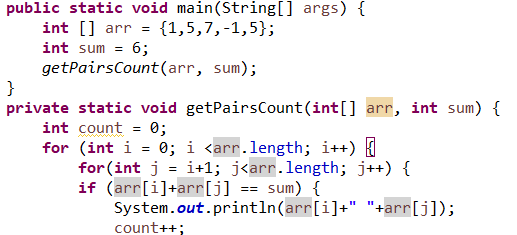 public static void main(String[] args) {
int [] arr = {1,5,7,-1,5};
int sum = 6;
getPairsCount(arr, sum);
}
private static void getPairsCount(int[] arr, int sum) {
int count = 0;
for (int i = 0; i <arr.length; i++) {
for(int j = i+1; j<arr.length; j++) {
if (arr[i]+arr[j] == sum) {
System.out.println(arr[i]+" "+arr[j]);
count++;